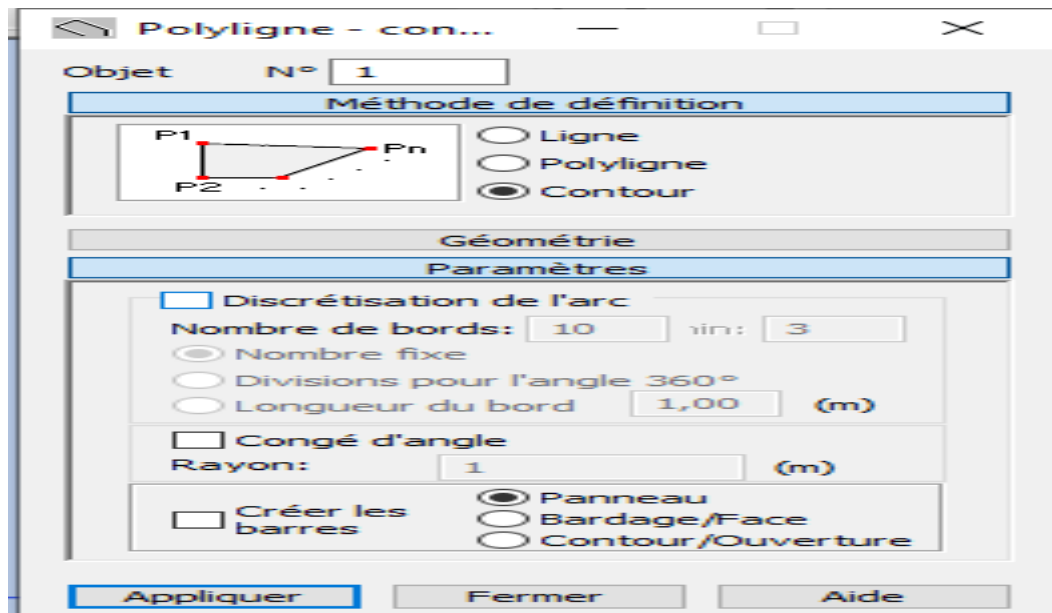 Polyligne - con...
Objet N° 1
Méthode de définition
P1
Pn
P2 . . .
Ligne
Polyligne
Contour
Géométrie
Paramètres
Discrétisation de l'arc
Nombre de bords: 10 3
Nombre fixe
Divisions pour l'angle 360°
Longueur du bord 1,00 (m)
Congé d'angle
Rayon: 1 (m)
Créer les barres
Panneau
Bardage/Face
Contour/Ouverture
Appliquer Fermer Aide